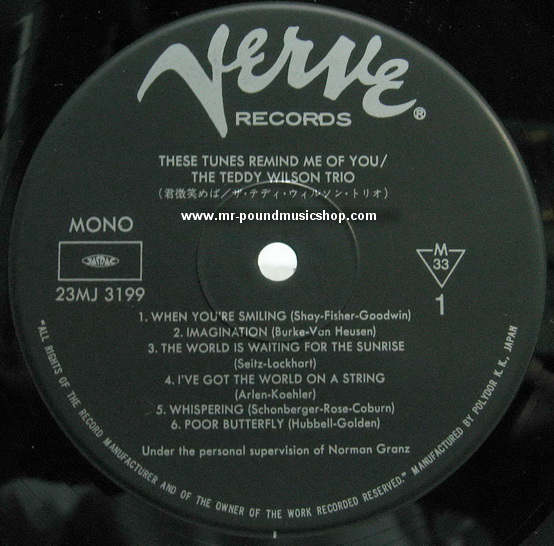 Verve
RECORDS ®
THESE TUNES REMIND ME OF YOU/
THE TEDDY WILSON TRIO
(君微笑めば/ザ・テディ・ウィルソン・トリオ)
www.mr-poundmusicshop.com
MONO
JASRAC
23MJ 3199
M
33
1
1. WHEN YOU'RE SMILING (Shay-Fisher-Goodwin)
2. IMAGINATION (Burke-Van Heusen)
3. THE WORLD IS WAITING FOR THE SUNRISE
(Seitz-Lockhart)
4. I'VE GOT THE WORLD ON A STRING
(Arlen-Koehler)
5. WHISPERING (Schonberger-Rose-Coburn)
6. POOR BUTTERFLY (Hubbell-Golden)
Under the personal supervision of Norman Granz
"ALL RIGHTS OF THE RECORD MANUFACTURER AND OF THE OWNER OF THE WORK RECORDED RESERVED." MANUFACTURED BY POLYDOR K.K., JAPAN